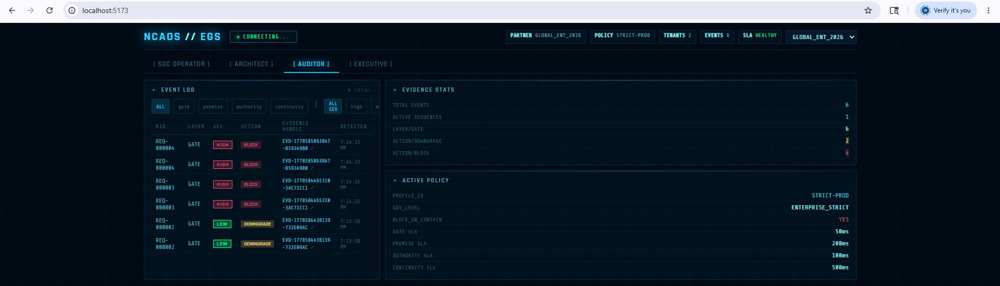 localhost:5173
Verify it's you
NCAOS // EGS
CONNECTING...
PARTNER GLOBAL_ENT_2026
POLICY STRICT-PROD
TENANTS 2
EVENTS 6
SLA HEALTHY
GLOBAL_ENT_2026
[ SOC OPERATOR ]
[ ARCHITECT ]
[ AUDITOR ]
[ EXECUTIVE ]
EVENT LOG
6 TOTAL
ALL
gate
premise
authority
continuity
|
ALL
SEV
high
RID
LAYER
SEV
ACTION
EVIDENCE
HANDLE
DETECTED
REQ-
000004
GATE
HIGH
BLOCK
EVD-1778585063847
-B59349B0
7:24:23
PM
REQ-
000004
GATE
HIGH
BLOCK
EVD-1778585063847
-B59349B0
7:24:23
PM
REQ-
000003
GATE
HIGH
BLOCK
EVD-1778584465310
-3AC71CC1
7:14:25
PM
REQ-
000003
GATE
HIGH
BLOCK
EVD-1778584465310
-3AC71CC1
7:14:25
PM
REQ-
000002
GATE
LOW
DOWNGRADE
EVD-1778584438139
-732E09AC
7:13:58
PM
REQ-
000002
GATE
LOW
DOWNGRADE
EVD-1778584438139
-732E09AC
7:13:58
PM
EVIDENCE STATS
TOTAL EVENTS 6
ACTIVE SEQUENCES 1
LAYER/GATE 6
ACTION/DOWNGRADE 2
ACTION/BLOCK 4
ACTIVE POLICY
PROFILE_ID STRICT-PROD
GOV_LEVEL ENTERPRISE_STRICT
BLOCK_ON_CONTAIN YES
GATE SLA 50ms
PREMISE SLA 200ms
AUTHORITY SLA 100ms
CONTINUITY SLA 500ms